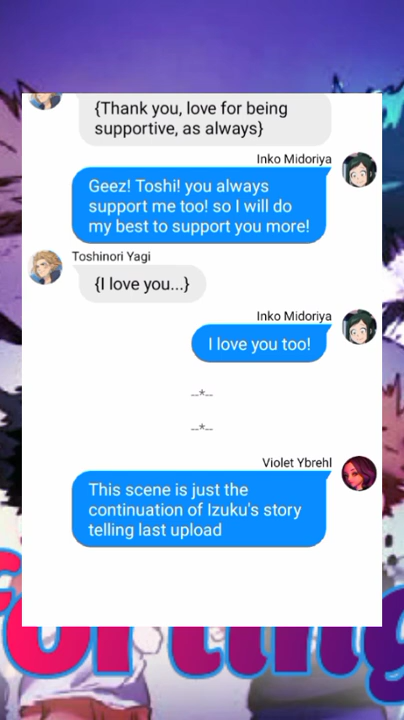 {Thank you, love for being
supportive, as always}
Inko Midoriya
Geez! Toshi! you always
support me too! so I will do
my best to support you more!
Toshinori Yagi
{I love you...}
Inko Midoriya
I love you too!
--*--
--*--
Violet Ybrehl
This scene is just the
continuation of Izuku's story
telling last upload